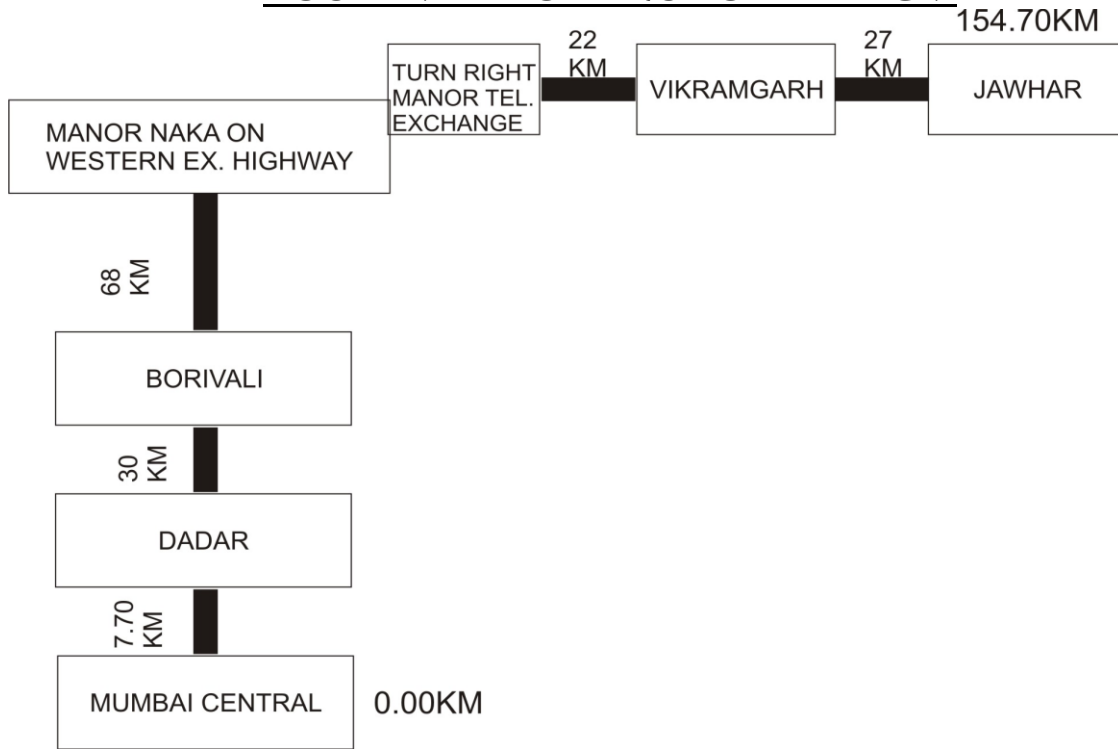 154.70KM
22
KM
27
KM
TURN RIGHT
MANOR TEL.
EXCHANGE
VIKRAMGARH
JAWHAR
MANOR NAKA ON
WESTERN EX. HIGHWAY
68
KM
BORIVALI
30
KM
DADAR
7.70
KM
MUMBAI CENTRAL
0.00KM